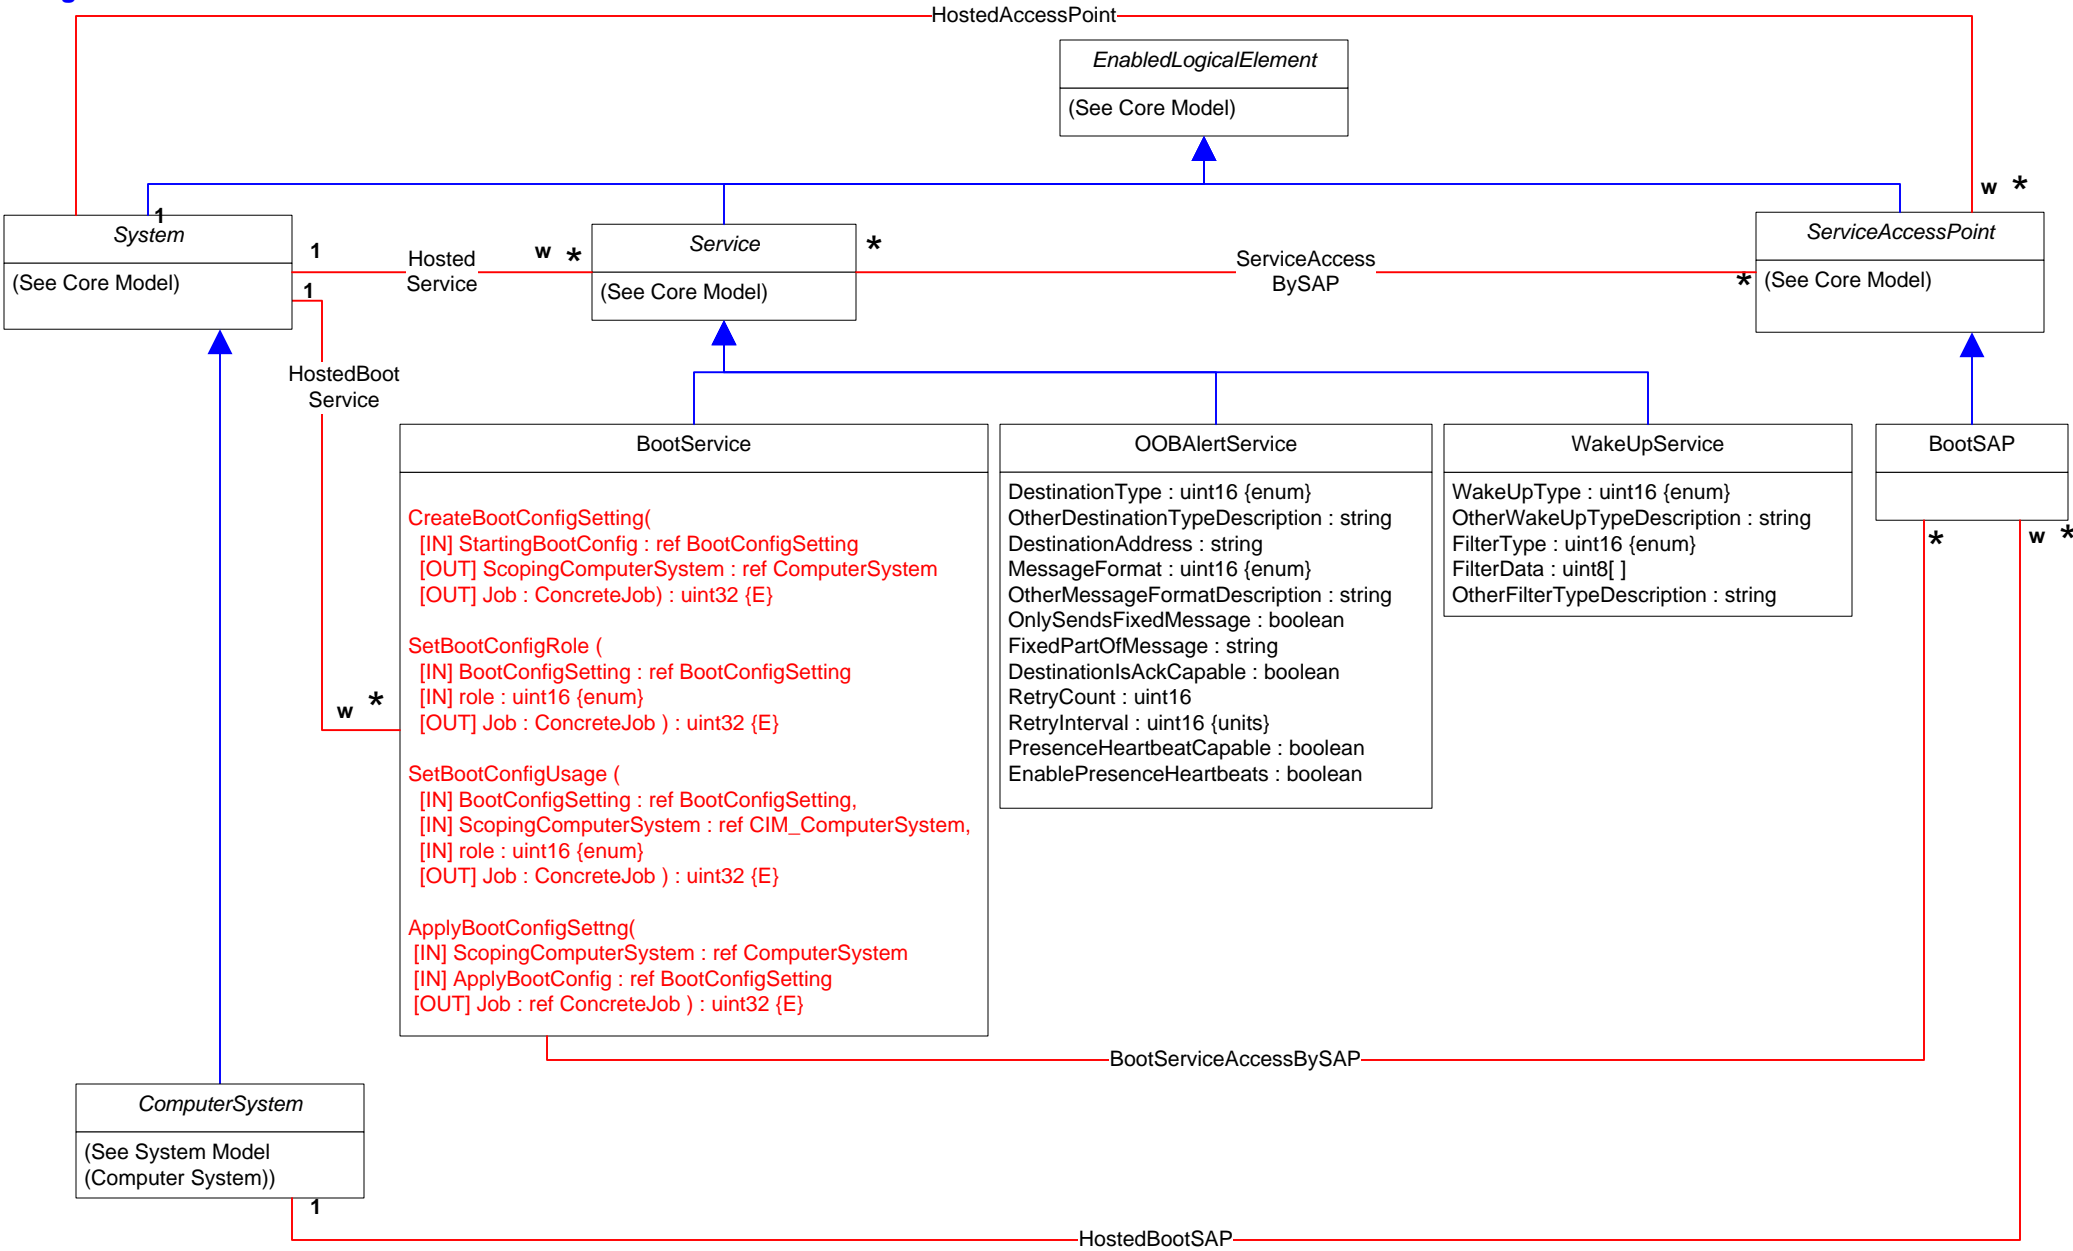 HostedAccessPoint
EnabledLogicalElement
(See Core Model)
w *
1
System
(See Core Model)
1
Hosted
Service
w *
Service
(See Core Model)
*
ServiceAccess
BySAP
*
ServiceAccessPoint
(See Core Model)
1
HostedBoot
Service
w *
BootService
CreateBootConfigSetting(
[IN] StartingBootConfig : ref BootConfigSetting
[OUT] ScopingComputerSystem : ref ComputerSystem
[OUT] Job : ConcreteJob) : uint32 {E}
SetBootConfigRole (
[IN] BootConfigSetting : ref BootConfigSetting
[IN] role : uint16 {enum}
[OUT] Job : ConcreteJob ) : uint32 {E}
SetBootConfigUsage (
[IN] BootConfigSetting : ref BootConfigSetting,
[IN] ScopingComputerSystem : ref CIM_ComputerSystem,
[IN] role : uint16 {enum}
[OUT] Job : ConcreteJob ) : uint32 {E}
ApplyBootConfigSettng(
[IN] ScopingComputerSystem : ref ComputerSystem
[IN] ApplyBootConfig : ref BootConfigSetting
[OUT] Job : ref ConcreteJob ) : uint32 {E}
OOBAlertService
DestinationType : uint16 {enum}
OtherDestinationTypeDescription : string
DestinationAddress : string
MessageFormat : uint16 {enum}
OtherMessageFormatDescription : string
OnlySendsFixedMessage : boolean
FixedPartOfMessage : string
DestinationIsAckCapable : boolean
RetryCount : uint16
RetryInterval : uint16 {units}
PresenceHeartbeatCapable : boolean
EnablePresenceHeartbeats : boolean
WakeUpService
WakeUpType : uint16 {enum}
OtherWakeUpTypeDescription : string
FilterType : uint16 {enum}
FilterData : uint8[ ]
OtherFilterTypeDescription : string
BootSAP
*
w *
BootServiceAccessBySAP
ComputerSystem
(See System Model
(Computer System))
1
HostedBootSAP